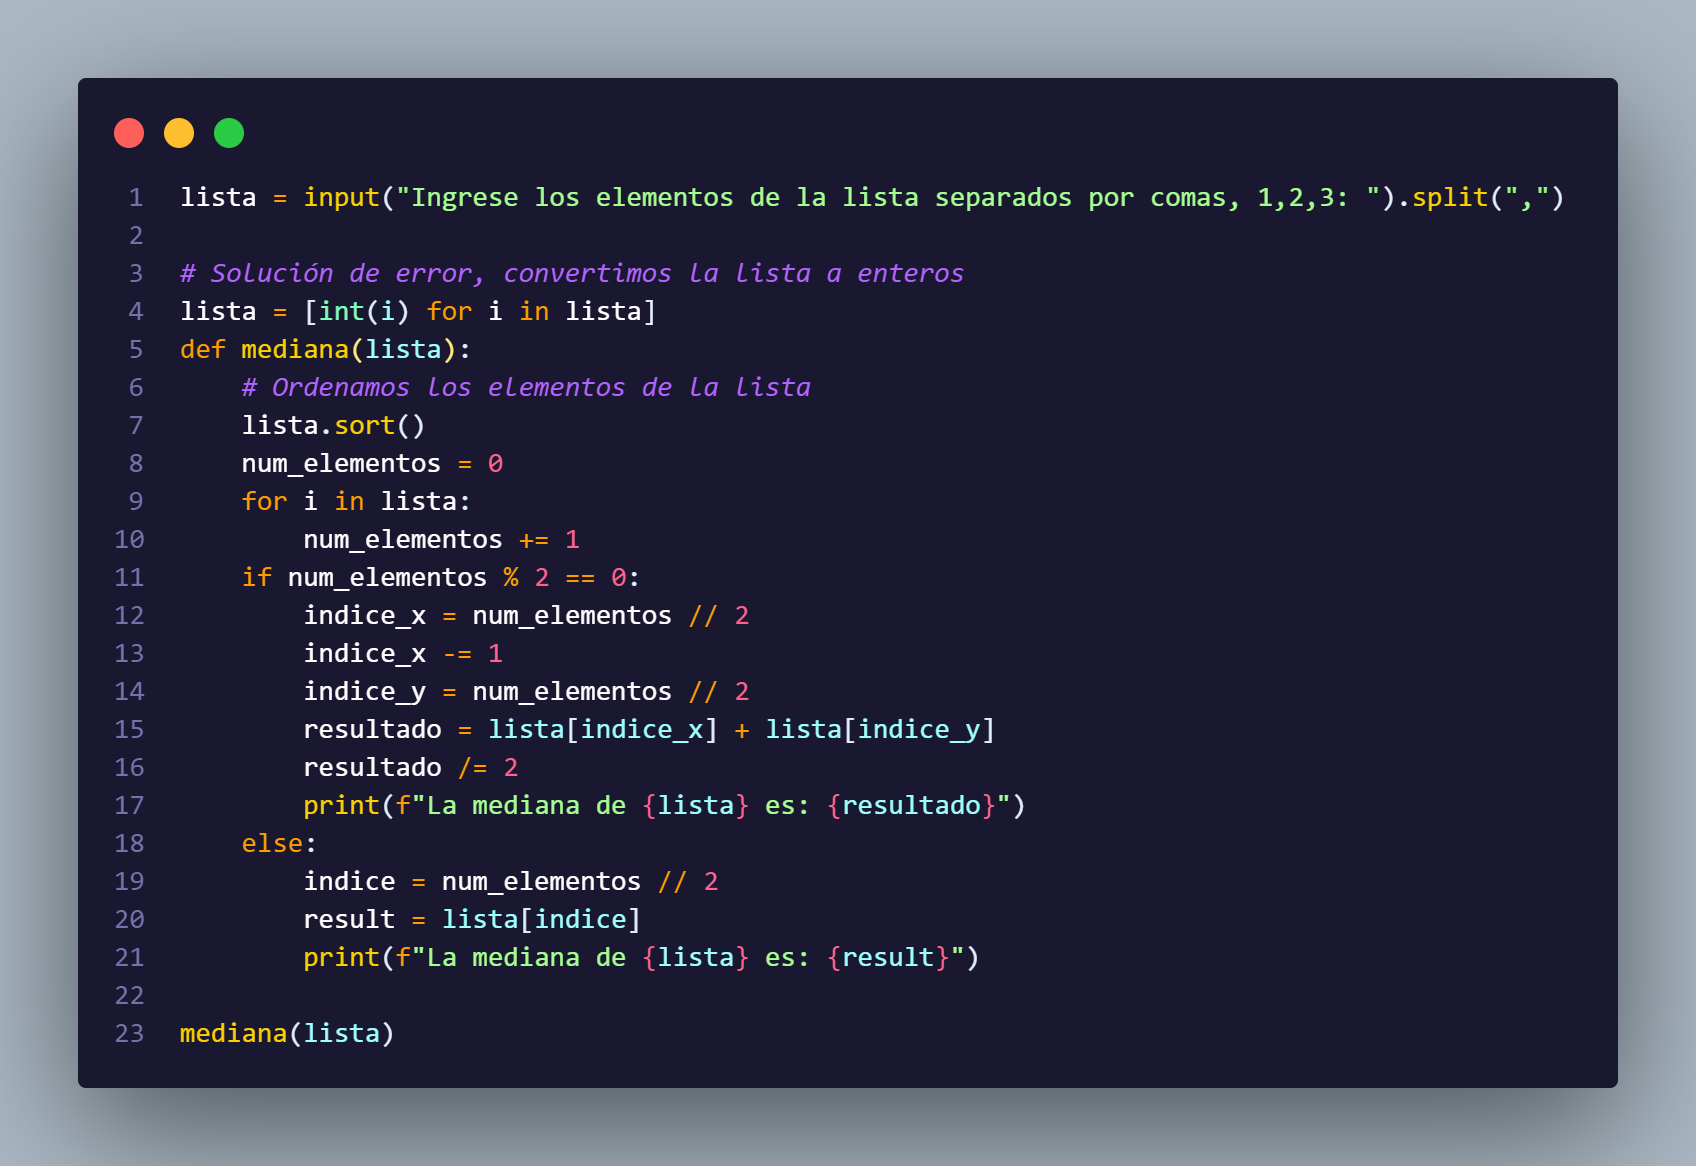 1 lista = input("Ingrese los elementos de la lista separados por comas, 1,2,3: ").split(",")
2
3 # Solución de error, convertimos la lista a enteros
4 lista = [int(i) for i in lista]
5 def mediana(lista):
6     # Ordenamos los elementos de la lista
7     lista.sort()
8     num_elementos = 0
9     for i in lista:
10         num_elementos += 1
11     if num_elementos % 2 == 0:
12         indice_x = num_elementos // 2
13         indice_x -= 1
14         indice_y = num_elementos // 2
15         resultado = lista[indice_x] + lista[indice_y]
16         resultado /= 2
17         print(f"La mediana de {lista} es: {resultado}")
18     else:
19         indice = num_elementos // 2
20         result = lista[indice]
21         print(f"La mediana de {lista} es: {result}")
22
23 mediana(lista)